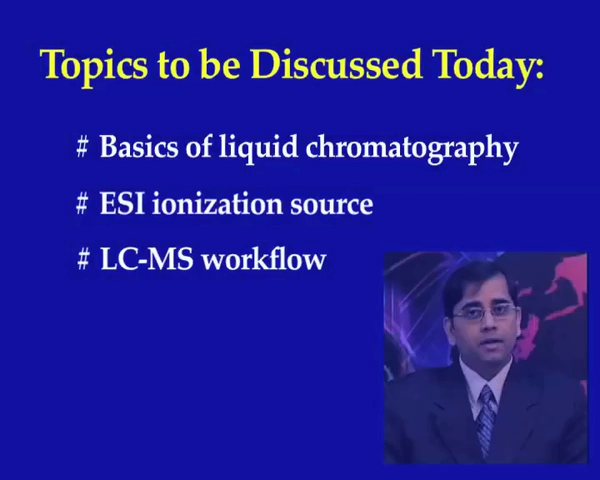 Topics to be Discussed Today:
# Basics of liquid chromatography
# ESI ionization source
# LC-MS workflow